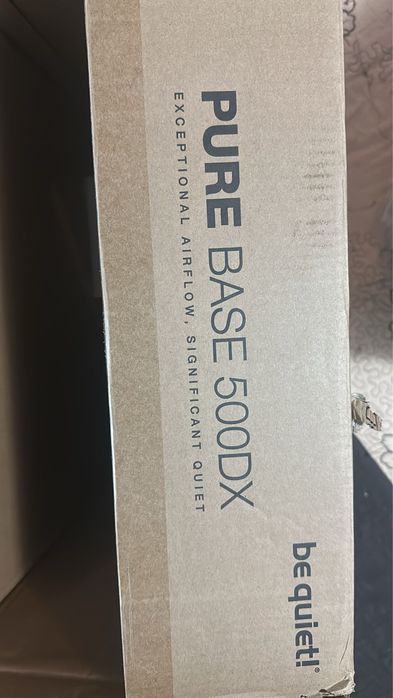 PURE BASE 500DX
EXCEPTIONAL AIRFLOW, SIGNIFICANT QUIET
be quiet!®